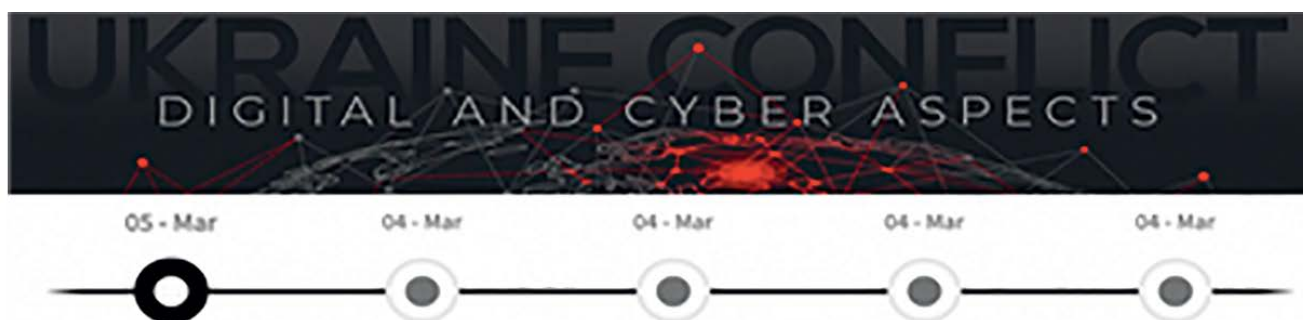 UKRAINE CONFLICT
DIGITAL AND CYBER ASPECTS
05 - Mar 04 - Mar 04 - Mar 04 - Mar 04 - Mar